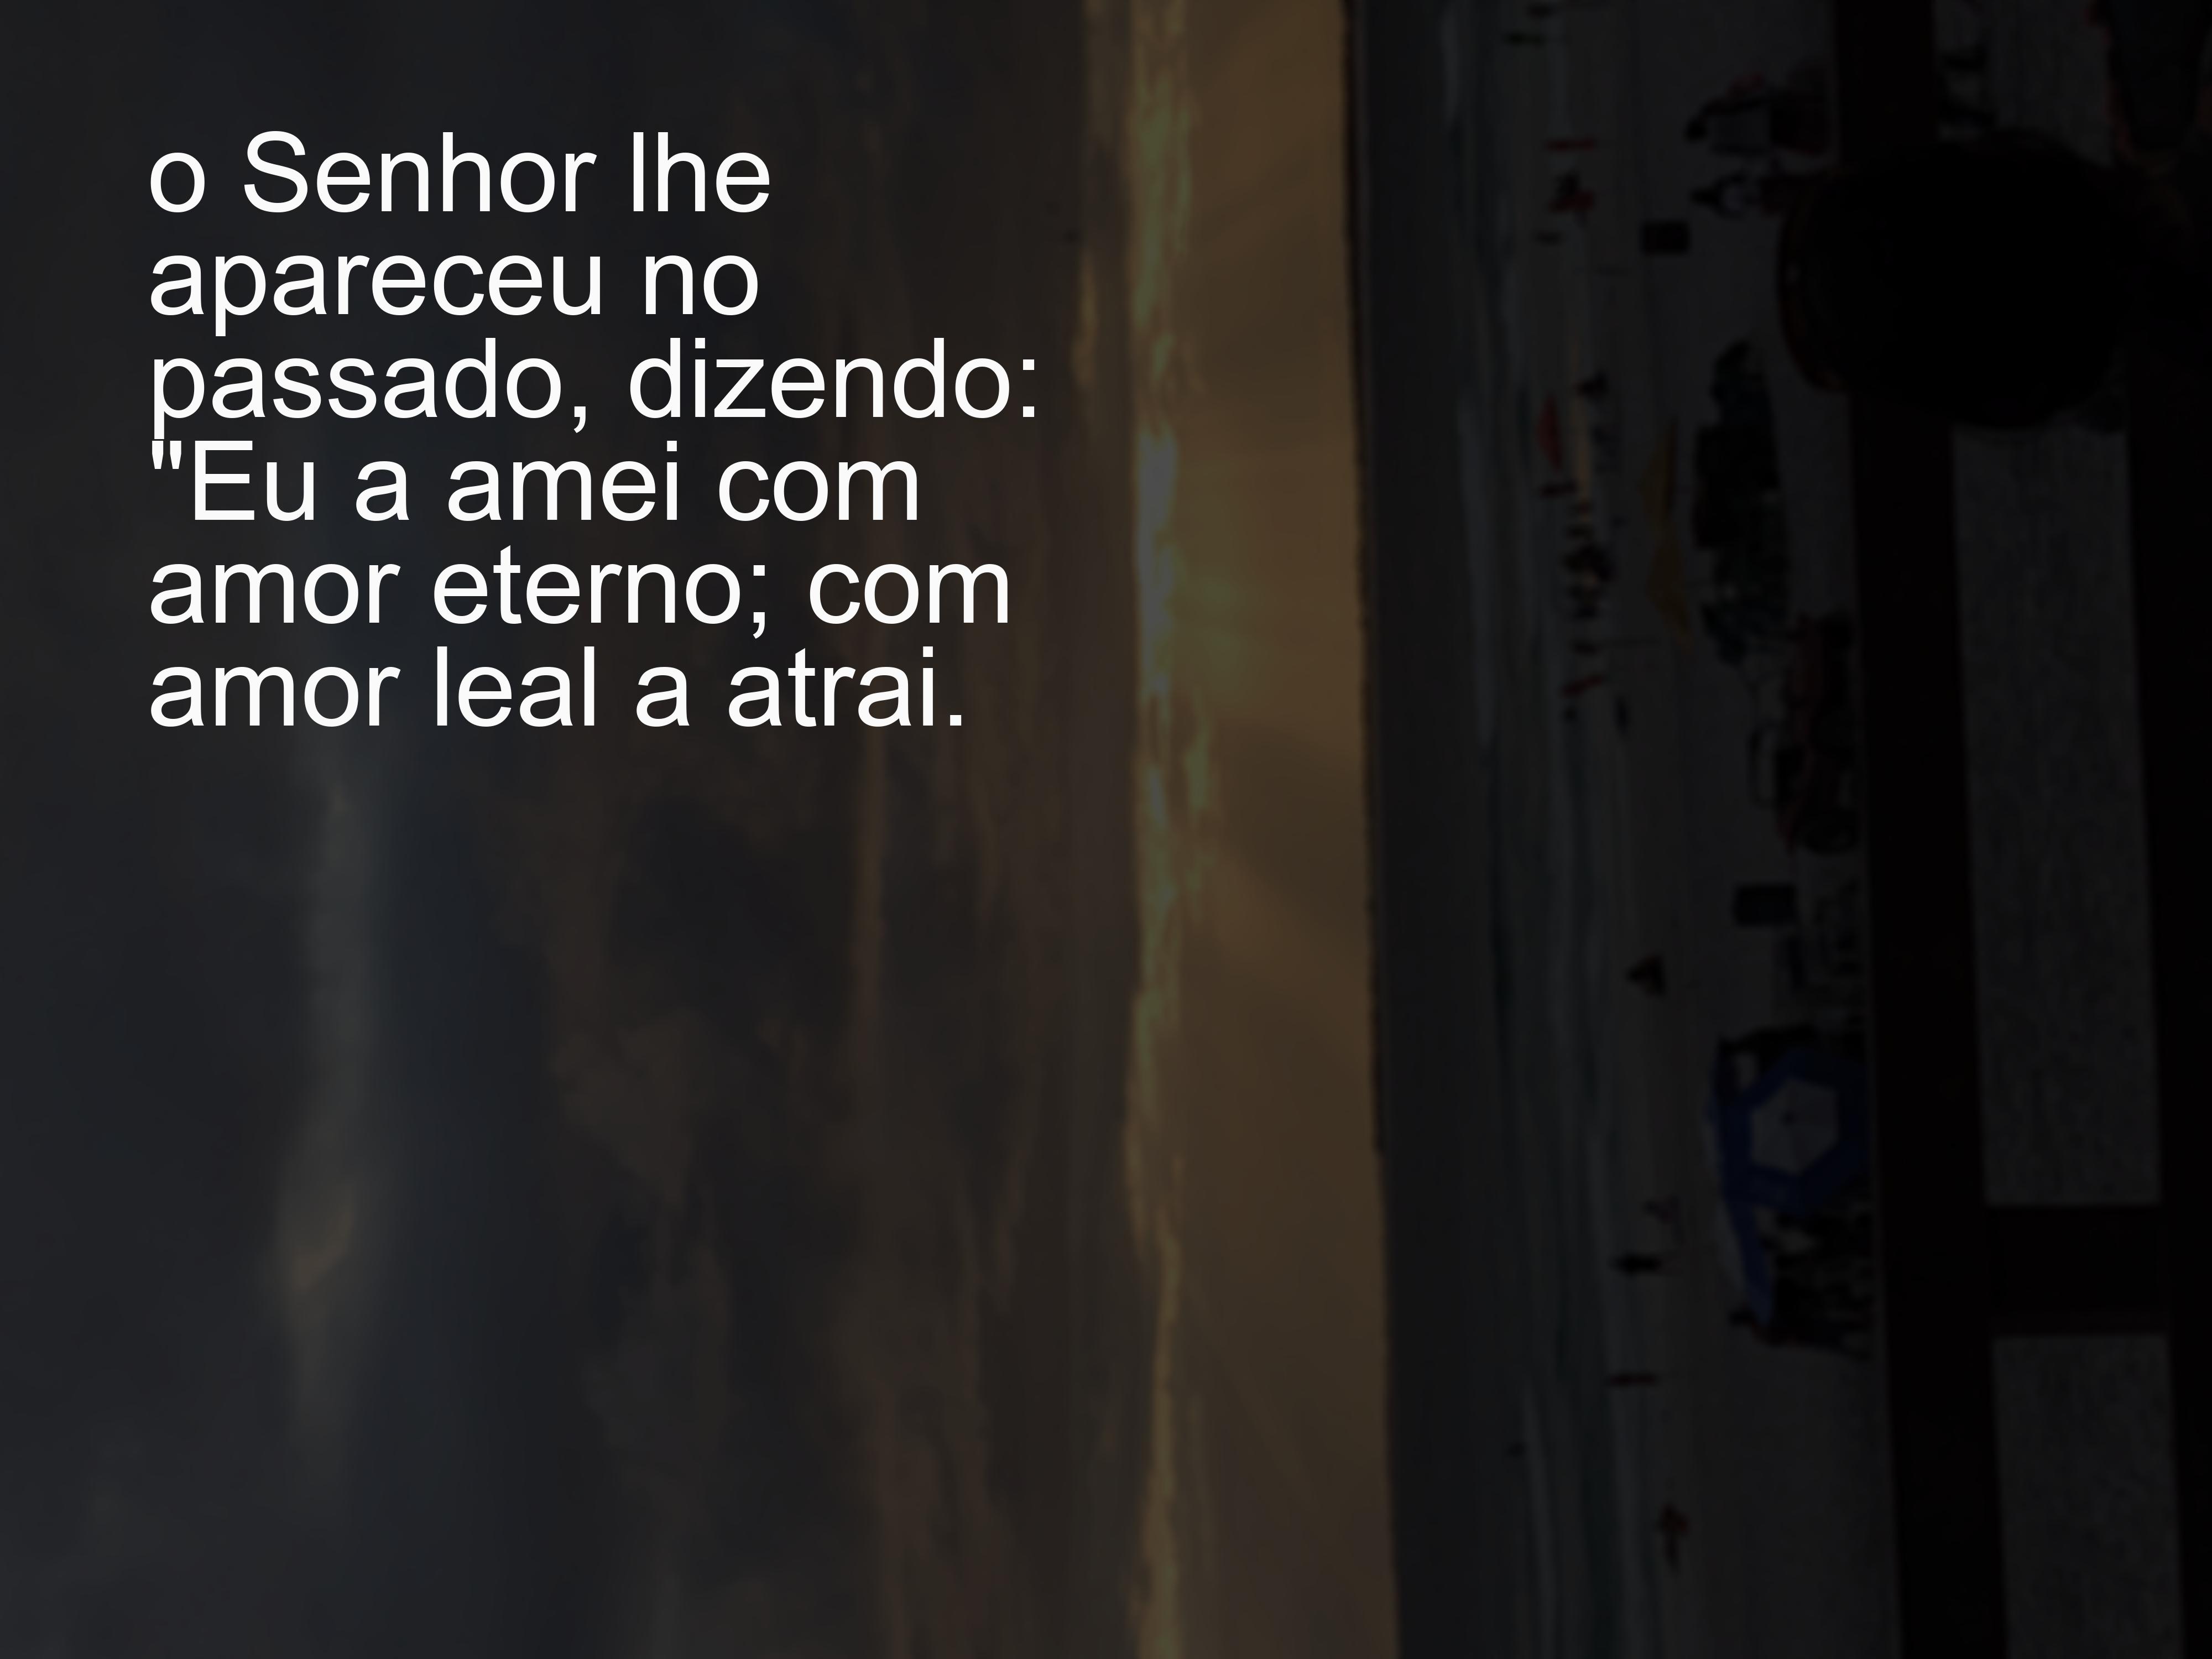 o Senhor lhe
apareceu no
passado, dizendo:
"Eu a amei com
amor eterno; com
amor leal a atrai.